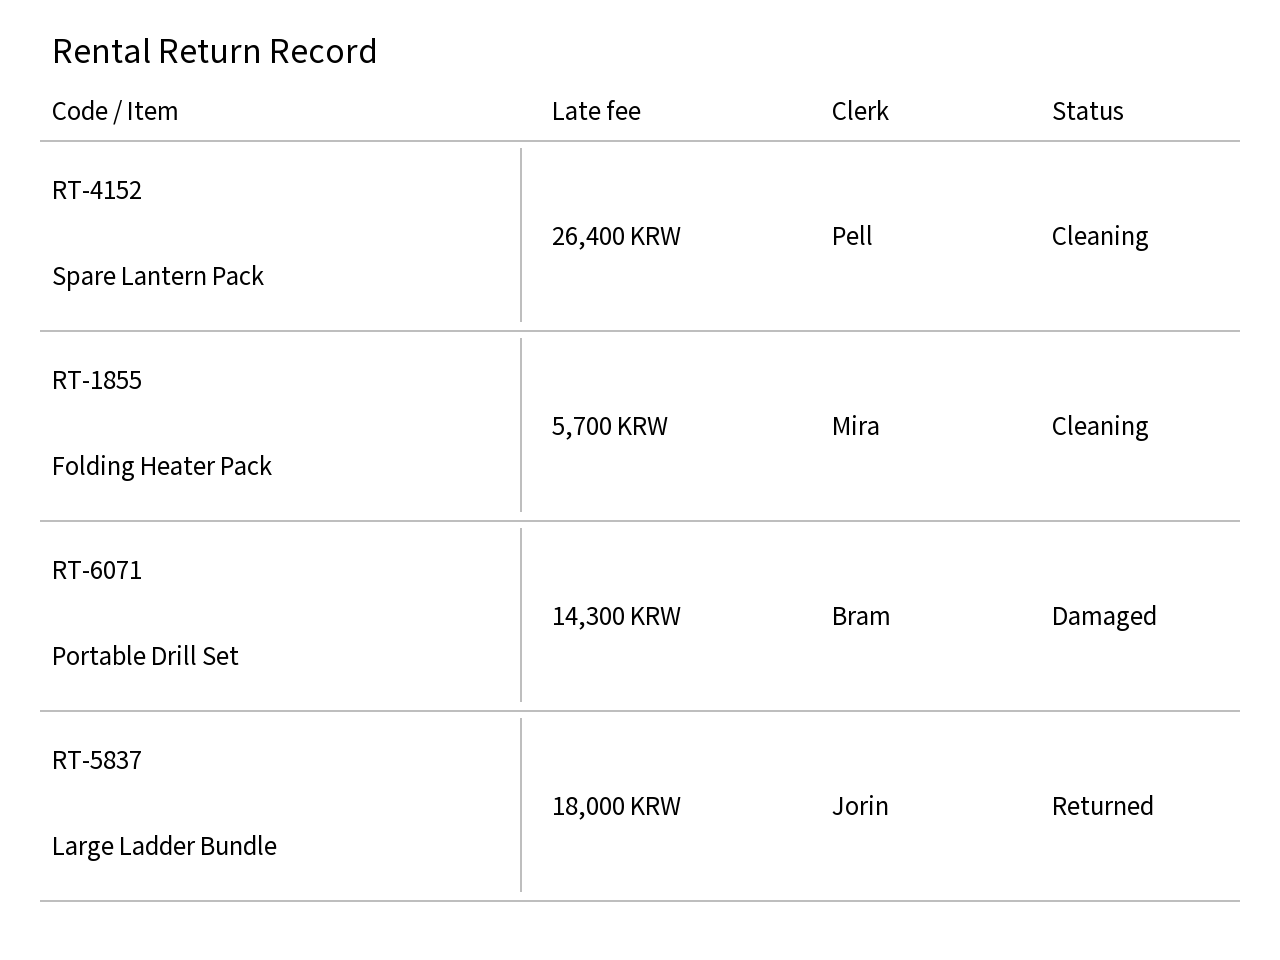 Rental Return Record
Code / Item Late fee Clerk Status
RT-4152
26,400 KRW Pell Cleaning
Spare Lantern Pack
RT-1855
5,700 KRW Mira Cleaning
Folding Heater Pack
RT-6071
14,300 KRW Bram Damaged
Portable Drill Set
RT-5837
18,000 KRW Jorin Returned
Large Ladder Bundle